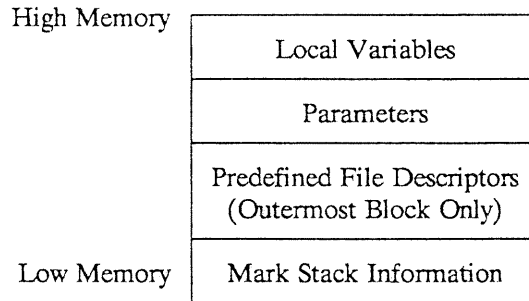 High Memory
Local Variables
Parameters
Predefined File Descriptors
(Outermost Block Only)
Low Memory
Mark Stack Information